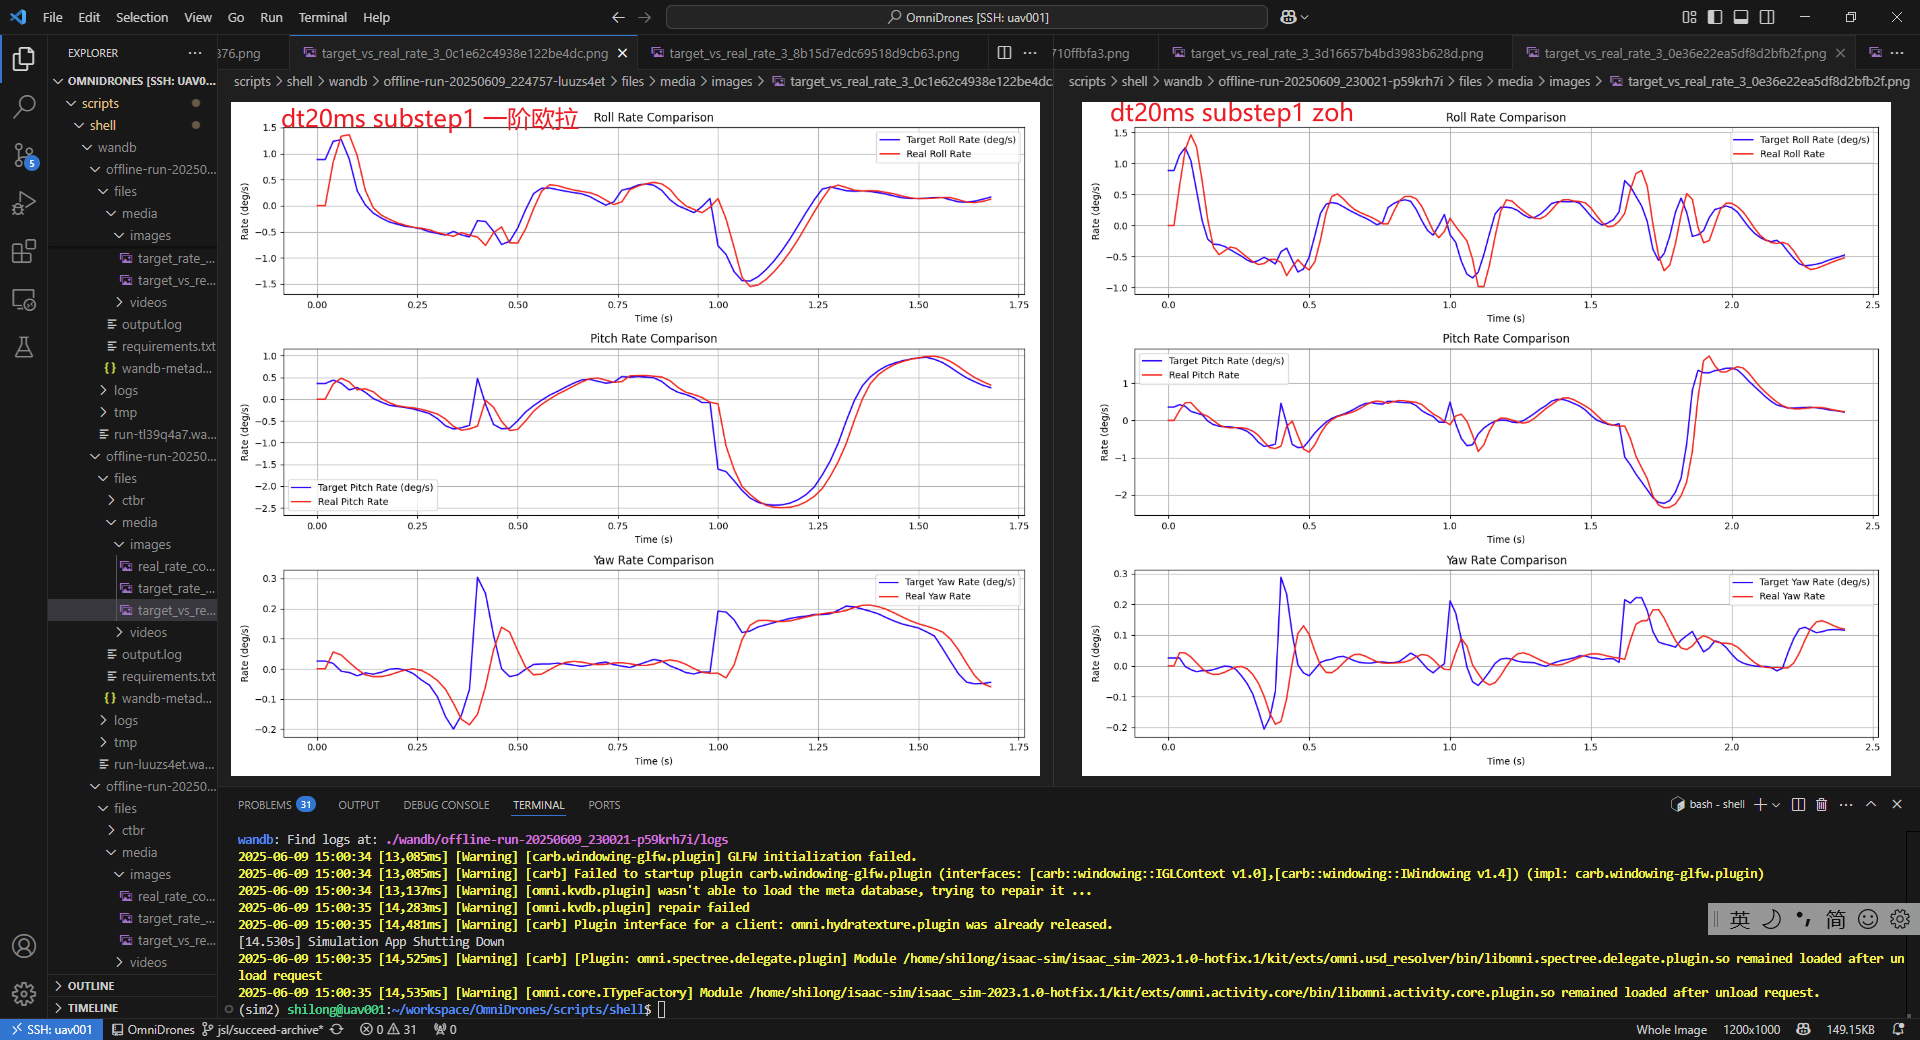 File Edit Selection View Go Run Terminal Help
OmniDrones [SSH: uav001]
EXPLORER
OMNIDRONES [SSH: UAV0...
scripts
shell
wandb
offline-run-20250...
files
media
images
target_rate_...
target_vs_re...
videos
output.log
requirements.txt
wandb-metad...
logs
tmp
run-tl39q4a7.wa...
offline-run-20250...
files
ctbr
media
images
real_rate_co...
target_rate_...
target_vs_re...
videos
output.log
requirements.txt
wandb-metad...
logs
tmp
run-luuzs4et.wa...
offline-run-20250...
files
ctbr
media
images
real_rate_co...
target_rate_...
target_vs_re...
videos
OUTLINE
TIMELINE
5
376.png
target_vs_real_rate_3_0c1e62c4938e122be4dc.png
target_vs_real_rate_3_8b15d7edc69518d9cb63.png
scripts > shell > wandb > offline-run-20250609_224757-luuzs4et > files > media > images > target_vs_real_rate_3_0c1e62c4938e122be4dc.
dt20ms substep1 一阶欧拉
Roll Rate Comparison
Target Roll Rate (deg/s)
Real Roll Rate
Rate (deg/s)
1.5
1.0
0.5
0.0
−0.5
−1.0
−1.5
0.00 0.25 0.50 0.75 1.00 1.25 1.50 1.75
Time (s)
Pitch Rate Comparison
Target Pitch Rate (deg/s)
Real Pitch Rate
Rate (deg/s)
1.0
0.5
0.0
−0.5
−1.0
−1.5
−2.0
−2.5
0.00 0.25 0.50 0.75 1.00 1.25 1.50 1.75
Time (s)
Yaw Rate Comparison
Target Yaw Rate (deg/s)
Real Yaw Rate
Rate (deg/s)
0.3
0.2
0.1
0.0
−0.1
−0.2
0.00 0.25 0.50 0.75 1.00 1.25 1.50 1.75
Time (s)
710ffbfa3.png
target_vs_real_rate_3_3d16657b4bd3983b628d.png
target_vs_real_rate_3_0e36e22ea5df8d2bfb2f.png
scripts > shell > wandb > offline-run-20250609_230021-p59krh7i > files > media > images > target_vs_real_rate_3_0e36e22ea5df8d2bfb2f.png
dt20ms substep1 zoh
Roll Rate Comparison
Target Roll Rate (deg/s)
Real Roll Rate
Rate (deg/s)
1.5
1.0
0.5
0.0
−0.5
−1.0
0.0 0.5 1.0 1.5 2.0 2.5
Time (s)
Pitch Rate Comparison
Target Pitch Rate (deg/s)
Real Pitch Rate
Rate (deg/s)
1
0
−1
−2
0.0 0.5 1.0 1.5 2.0 2.5
Time (s)
Yaw Rate Comparison
Target Yaw Rate (deg/s)
Real Yaw Rate
Rate (deg/s)
0.3
0.2
0.1
0.0
−0.1
−0.2
0.0 0.5 1.0 1.5 2.0 2.5
Time (s)
PROBLEMS 31 OUTPUT DEBUG CONSOLE TERMINAL PORTS
bash - shell
wandb: Find logs at: ./wandb/offline-run-20250609_230021-p59krh7i/logs
2025-06-09 15:00:34 [13,085ms] [Warning] [carb.windowing-glfw.plugin] GLFW initialization failed.
2025-06-09 15:00:34 [13,085ms] [Warning] [carb] Failed to startup plugin carb.windowing-glfw.plugin (interfaces: [carb::windowing::IGLContext v1.0],[carb::windowing::IWindowing v1.4]) (impl: carb.windowing-glfw.plugin)
2025-06-09 15:00:34 [13,137ms] [Warning] [omni.kvdb.plugin] wasn't able to load the meta database, trying to repair it ...
2025-06-09 15:00:35 [14,283ms] [Warning] [omni.kvdb.plugin] repair failed
2025-06-09 15:00:35 [14,481ms] [Warning] [carb] Plugin interface for a client: omni.hydratexture.plugin was already released.
[14.530s] Simulation App Shutting Down
2025-06-09 15:00:35 [14,525ms] [Warning] [carb] [Plugin: omni.spectree.delegate.plugin] Module /home/shilong/isaac-sim/isaac_sim-2023.1.0-hotfix.1/kit/exts/omni.usd_resolver/bin/libomni.spectree.delegate.plugin.so remained loaded after un
load request
2025-06-09 15:00:35 [14,535ms] [Warning] [omni.core.ITypeFactory] Module /home/shilong/isaac-sim/isaac_sim-2023.1.0-hotfix.1/kit/exts/omni.activity.core/bin/libomni.activity.core.plugin.so remained loaded after unload request.
(sim2) shilong@uav001:~/workspace/OmniDrones/scripts/shell$
英 简
SSH: uav001 OmniDrones jsl/succeed-archive* 0 31 0
Whole Image 1200x1000 149.15KB